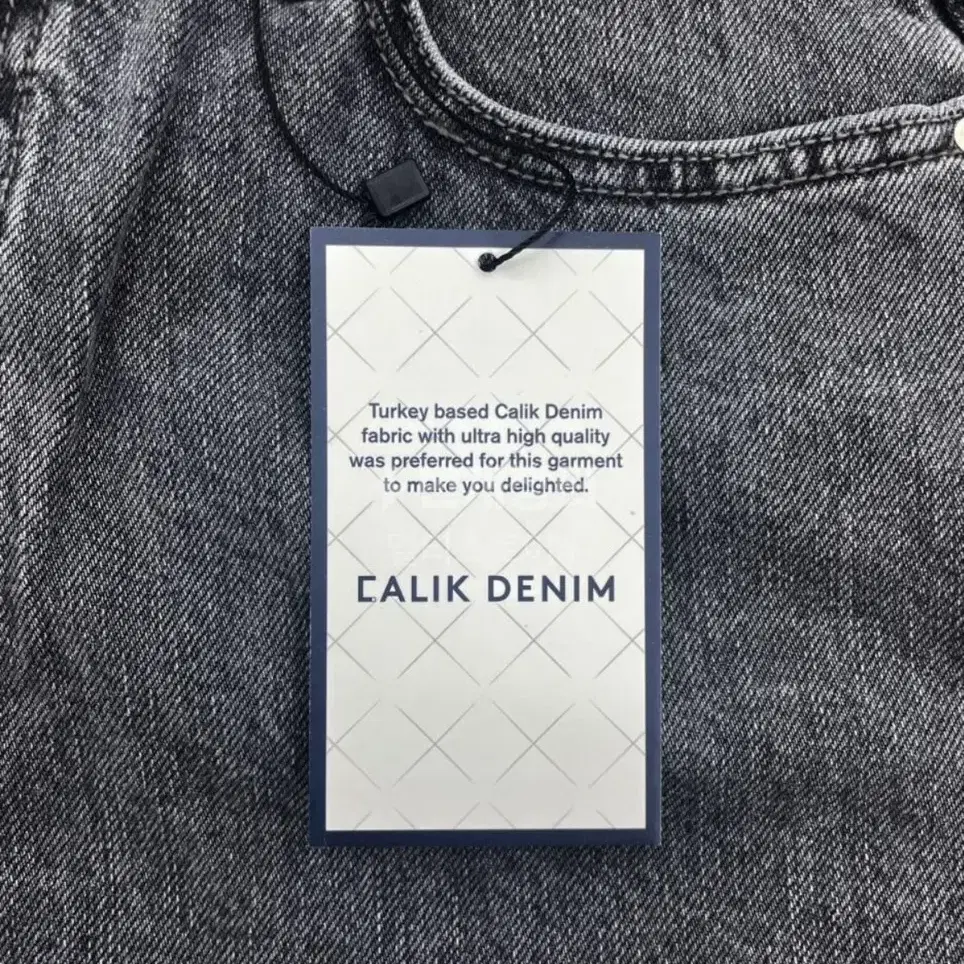 Turkey based Calik Denim
fabric with ultra high quality
was preferred for this garment
to make you delighted.
CALIK DENIM